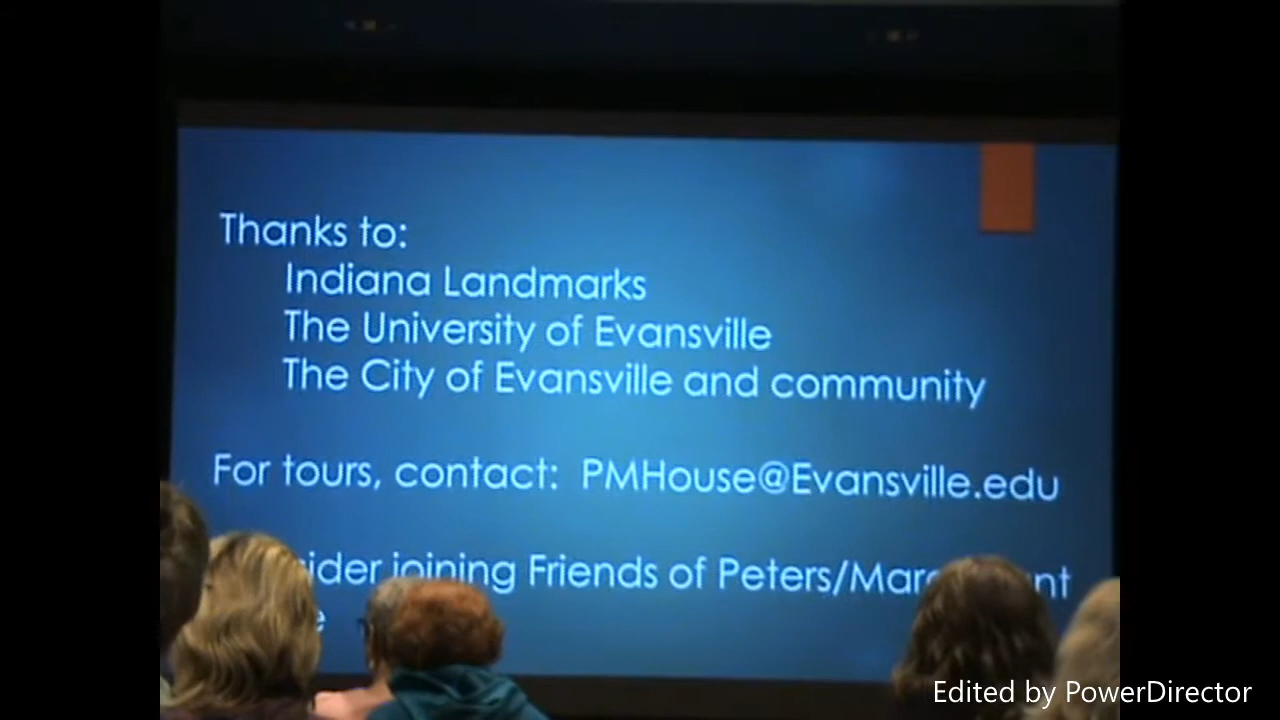 Thanks to:
Indiana Landmarks
The University of Evansville
The City of Evansville and community
For tours, contact: PMHouse@Evansville.edu
joining Friends of Peters/
Edited by PowerDirector